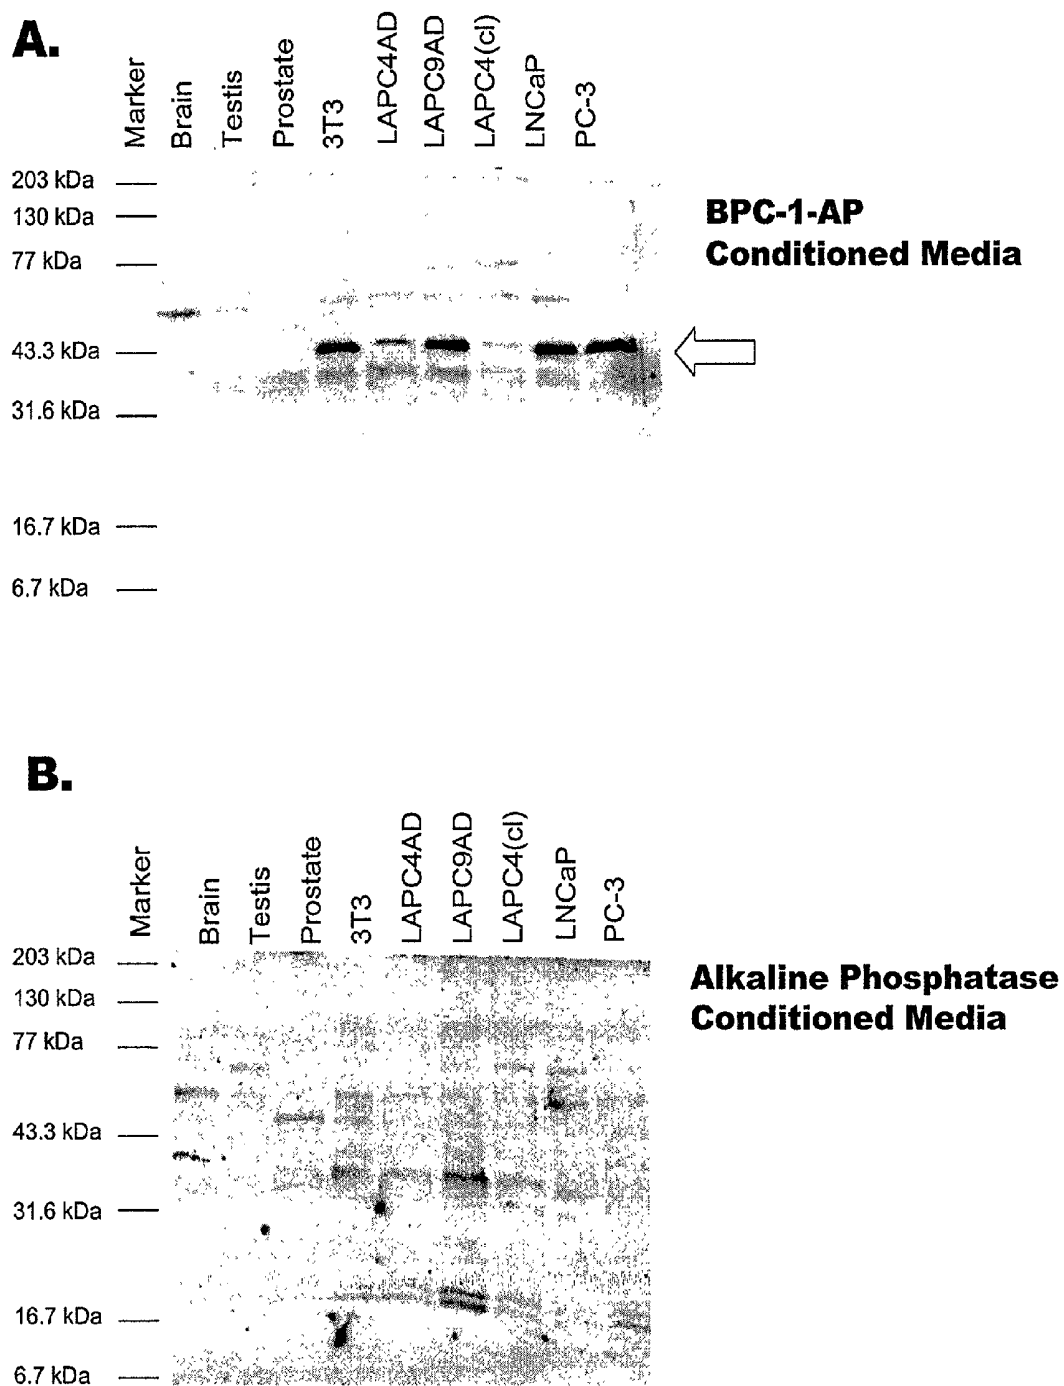 A.
Marker
Brain
Testis
Prostate
3T3
LAPC4AD
LAPC9AD
LAPC4(cl)
LNCaP
PC-3
203 kDa
130 kDa
77 kDa
43.3 kDa
31.6 kDa
16.7 kDa
6.7 kDa
BPC-1-AP
Conditioned Media
B.
Marker
Brain
Testis
Prostate
3T3
LAPC4AD
LAPC9AD
LAPC4(cl)
LNCaP
PC-3
203 kDa
130 kDa
77 kDa
43.3 kDa
31.6 kDa
16.7 kDa
6.7 kDa
Alkaline Phosphatase
Conditioned Media